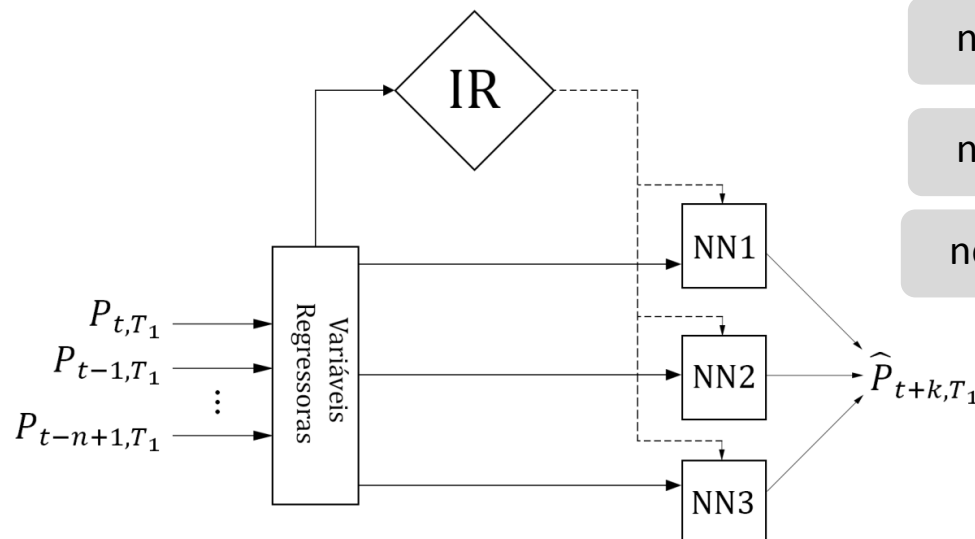 IR
NN1
NN2
NN3
Variáveis
Regressoras
P_{t,T_1}
P_{t-1,T_1}
⋮
P_{t-n+1,T_1}
\hat{P}_{t+k,T_1}
n
n